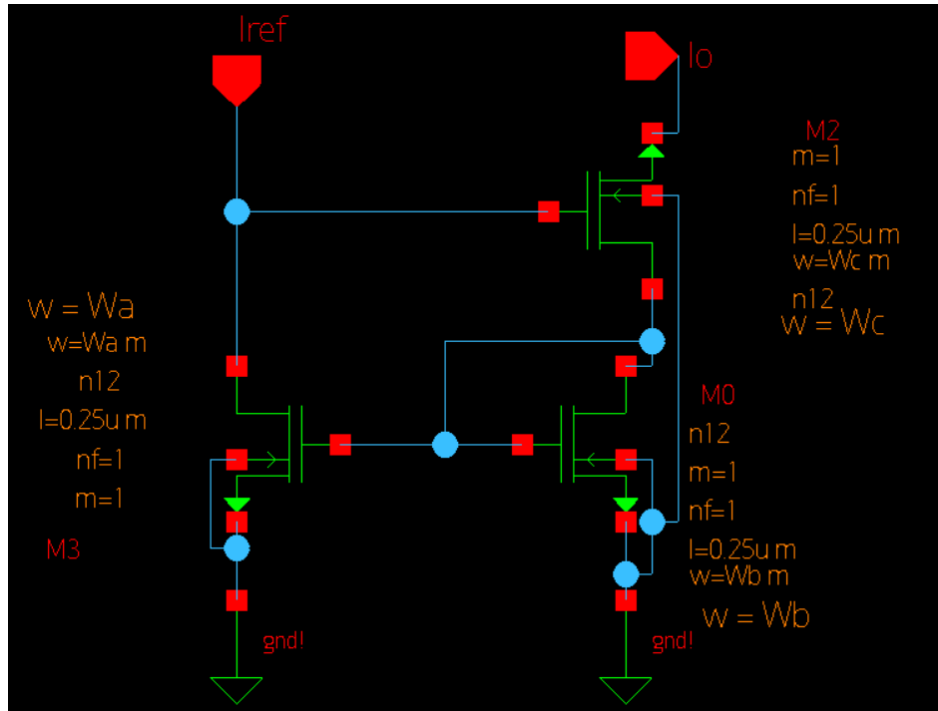 Iref
Io
M2
m=1
nf=1
l=0.25u m
w=Wc m
n12
w = Wc
w = Wa
w=Wa m
n12
l=0.25u m
nf=1
m=1
M3
gnd!
M0
n12
m=1
nf=1
l=0.25u m
w=Wb m
w = Wb
gnd!